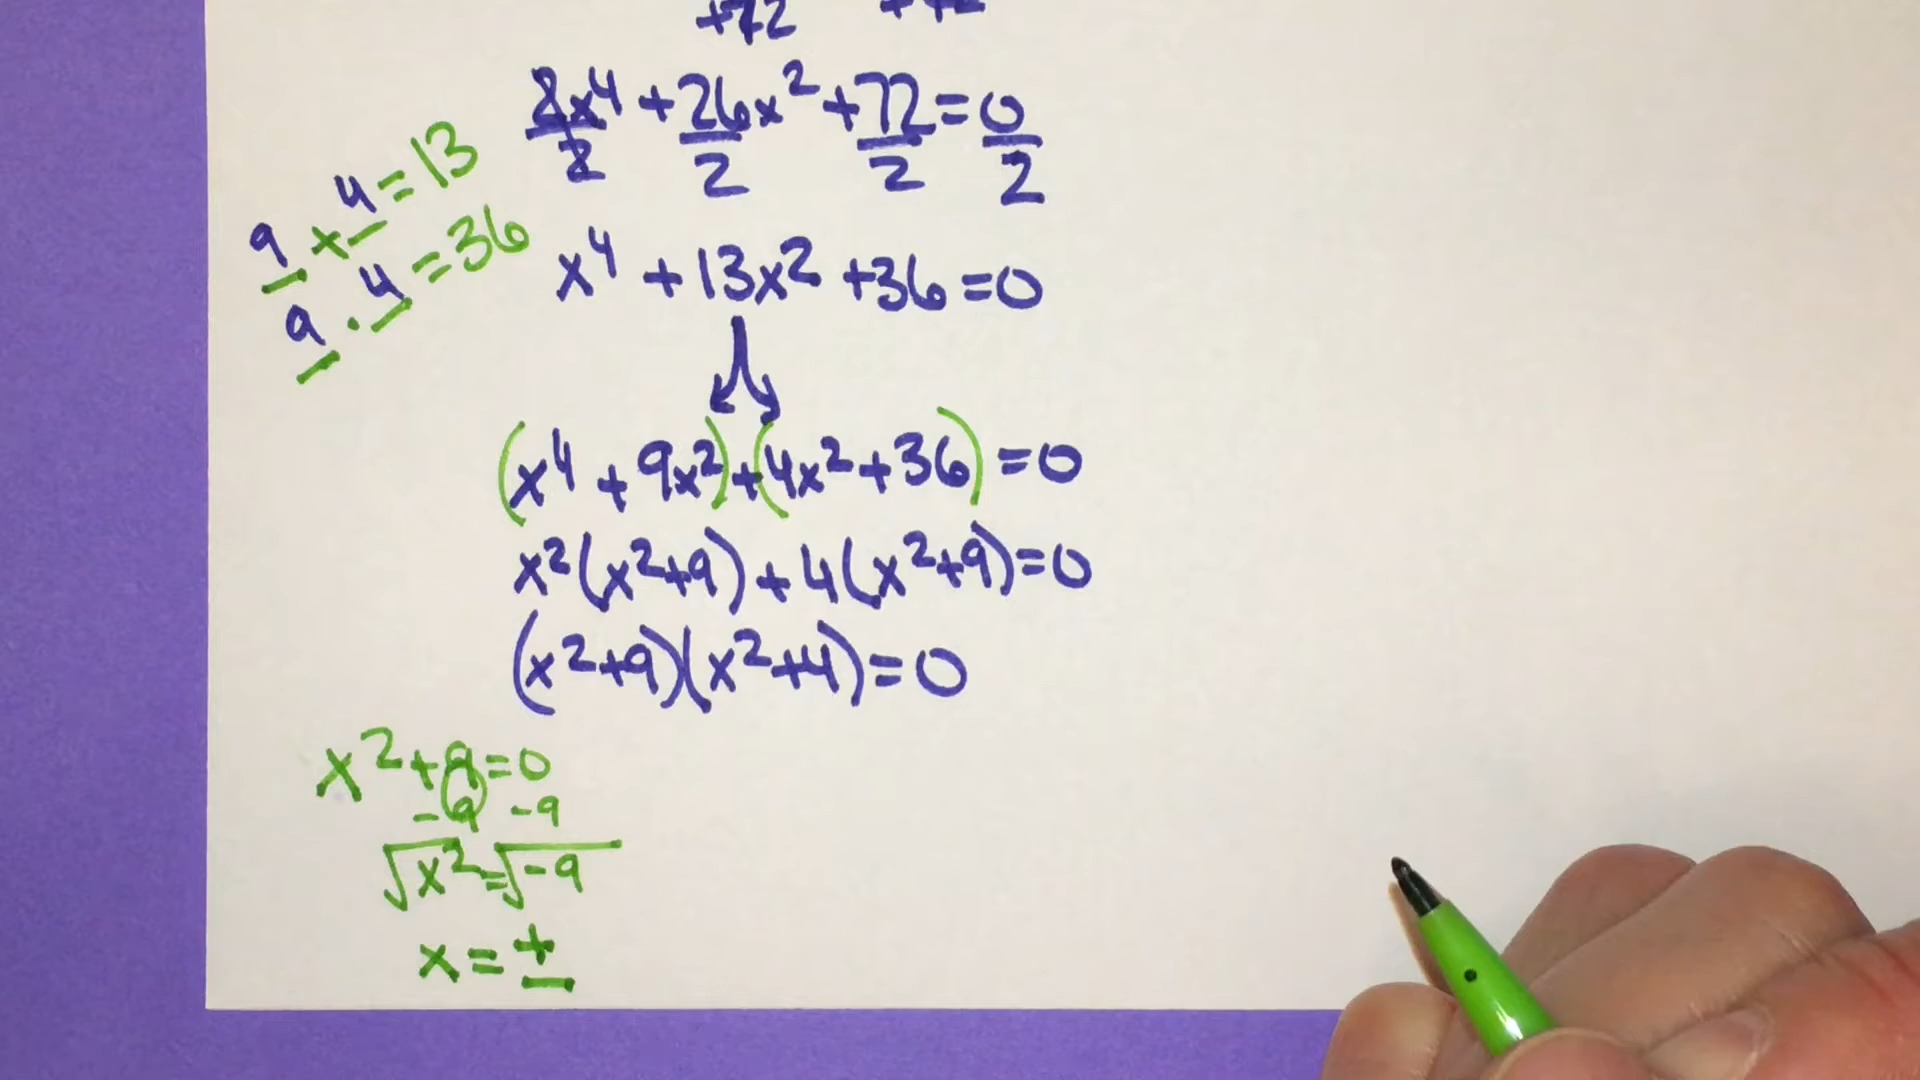 +72 +72
2x⁴ + 26x² + 72 = 0
2 2 2 2
9 + 4 = 13
9 · 4 = 36
x⁴ + 13x² + 36 = 0
(x⁴ + 9x²) + (4x² + 36) = 0
x²(x²+9) + 4(x²+9) = 0
(x²+9)(x²+4) = 0
x² + 9 = 0
-9 -9
√x² = √-9
x = ±